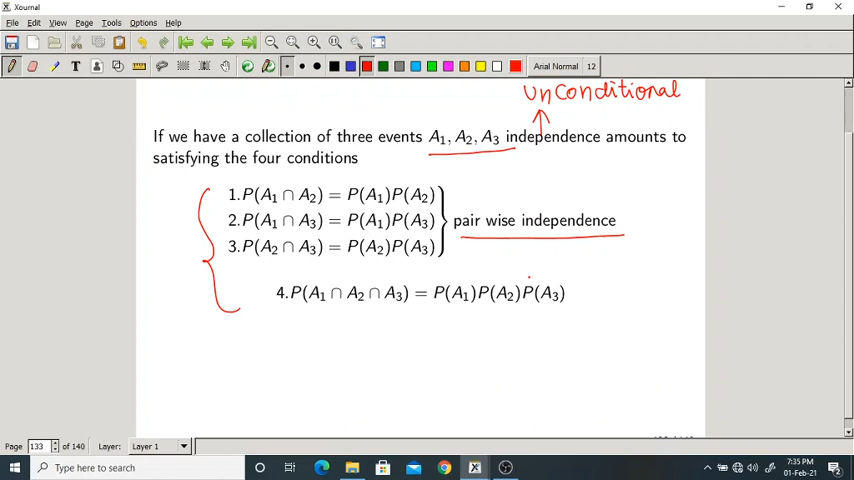 Xournal
File Edit View Page Tools Options Help
Arial Normal 12
unconditional
If we have a collection of three events A₁, A₂, A₃ independence amounts to
satisfying the four conditions
1.P(A₁ ∩ A₂) = P(A₁)P(A₂)
2.P(A₁ ∩ A₃) = P(A₁)P(A₃) pair wise independence
3.P(A₂ ∩ A₃) = P(A₂)P(A₃)
4.P(A₁ ∩ A₂ ∩ A₃) = P(A₁)P(A₂)P(A₃)
Page 133 of 140 Layer: Layer 1
Type here to search
7:35 PM
01-Feb-21